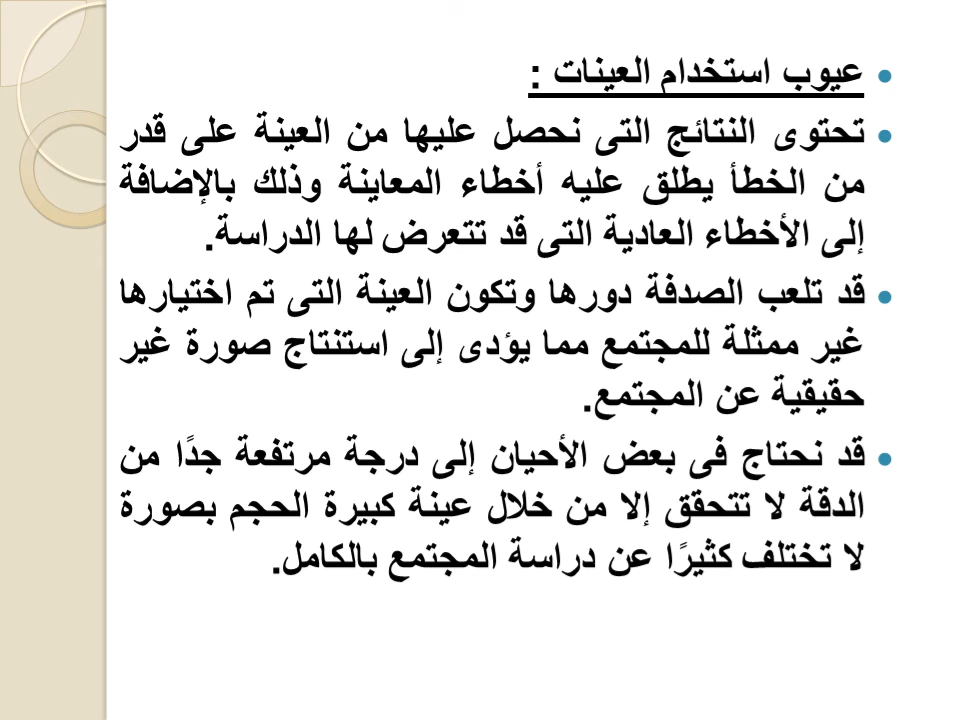 • عيوب استخدام العينات :
• تحتوى النتائج التى نحصل عليها من العينة على قدر
من الخطأ يطلق عليه أخطاء المعاينة وذلك بالإضافة
إلى الأخطاء العادية التى قد تتعرض لها الدراسة.
• قد تلعب الصدفة دورها وتكون العينة التى تم اختيارها
غير ممثلة للمجتمع مما يؤدى إلى استنتاج صورة غير
حقيقية عن المجتمع.
• قد نحتاج فى بعض الأحيان إلى درجة مرتفعة جدًا من
الدقة لا تتحقق إلا من خلال عينة كبيرة الحجم بصورة
لا تختلف كثيرًا عن دراسة المجتمع بالكامل.